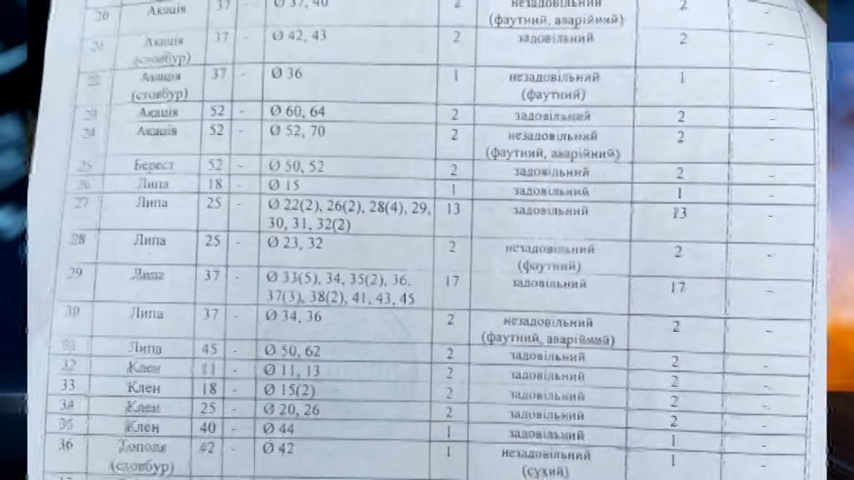 20 Акація 37 - Ø 37, 40 2 незадовільний 2 -
(фаутний, аварійний)
21 Акація 37 - Ø 42, 43 2 задовільний 2 -
(стовбур)
22 Акація 37 - Ø 36 1 незадовільний 1 -
(стовбур) (фаутний)
23 Акація 52 - Ø 60, 64 2 задовільний 2 -
24 Акація 52 - Ø 52, 70 2 незадовільний 2 -
(фаутний, аварійний)
25 Берест 52 - Ø 50, 52 2 задовільний 2 -
26 Липа 18 - Ø 15 1 задовільний 1 -
27 Липа 25 - Ø 22(2), 26(2), 28(4), 29, 13 задовільний 13 -
30, 31, 32(2)
28 Липа 25 - Ø 23, 32 2 незадовільний 2 -
(фаутний)
29 Липа 37 - Ø 33(5), 34, 35(2), 36, 17 задовільний 17 -
37(3), 38(2), 41, 43, 45
30 Липа 37 - Ø 34, 36 2 незадовільний 2 -
(фаутний, аварійний)
Липа 45 - Ø 50, 62 2 задовільний 2 -
32 Клен 11 - Ø 11, 13 2 задовільний 2 -
33 Клен 18 - Ø 15(2) 2 задовільний 2 -
34 Клен 25 - Ø 20, 26 2 задовільний 2 -
35 Клен 40 - Ø 44 1 задовільний 1 -
36 Тополя 42 - Ø 42 1 незадовільний 1 -
(стовбур) (сухий)